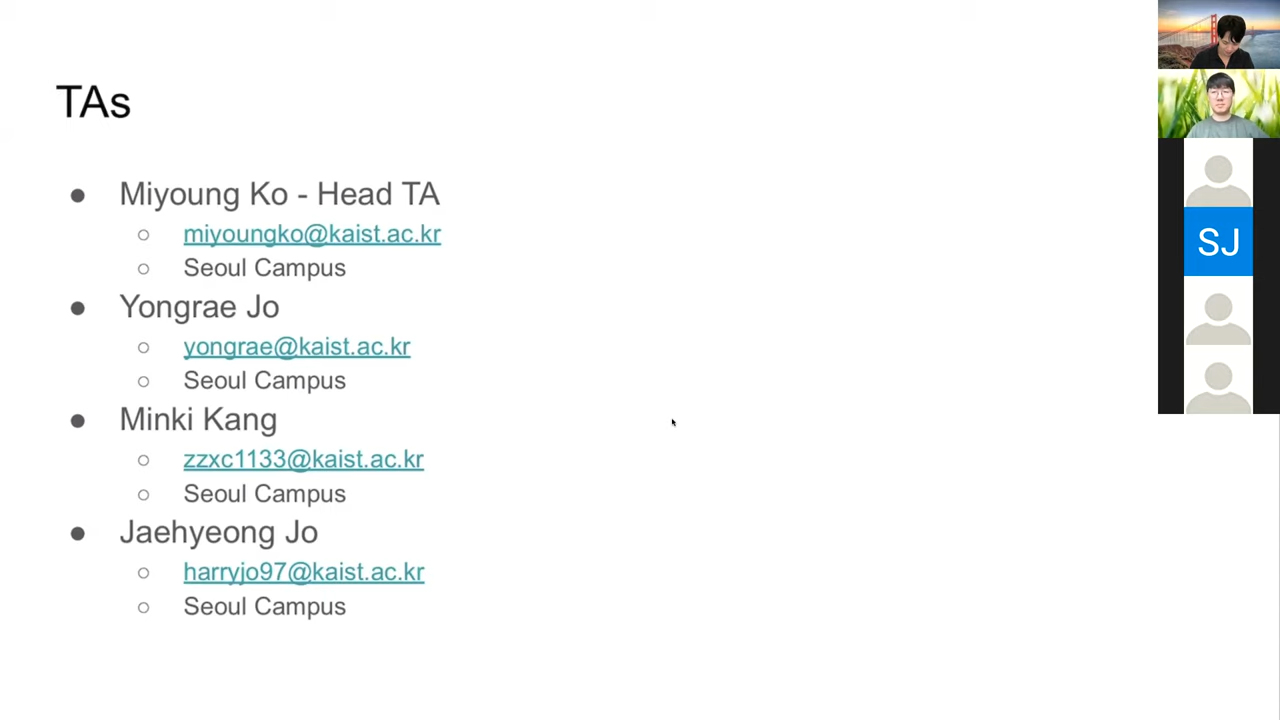 TAs
● Miyoung Ko - Head TA
○ miyoungko@kaist.ac.kr
○ Seoul Campus
● Yongrae Jo
○ yongrae@kaist.ac.kr
○ Seoul Campus
● Minki Kang
○ zzxc1133@kaist.ac.kr
○ Seoul Campus
● Jaehyeong Jo
○ harryjo97@kaist.ac.kr
○ Seoul Campus
SJ